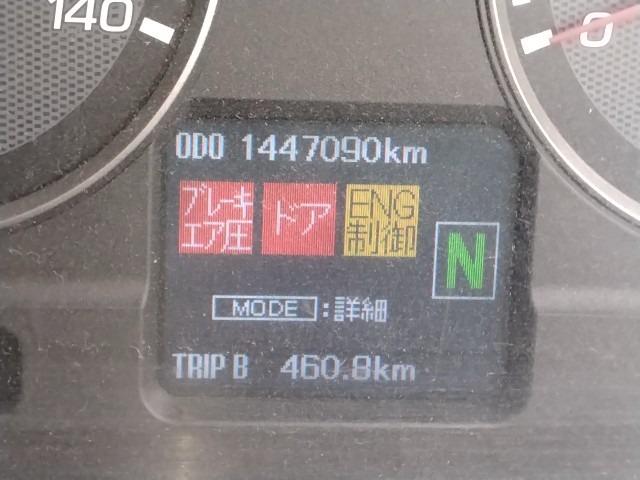 140
0
ODO 1447090km
ブレーキ
エア圧
ドア
ENG
制御
N
MODE :詳細
TRIP B 460.8km